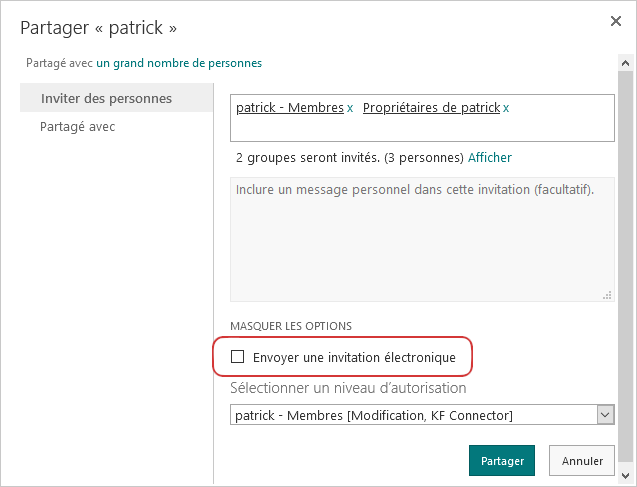 Partager « patrick »
Partagé avec un grand nombre de personnes
Inviter des personnes
Partagé avec
patrick - Membres x Propriétaires de patrick x
2 groupes seront invités. (3 personnes) Afficher
Inclure un message personnel dans cette invitation (facultatif).
MASQUER LES OPTIONS
Envoyer une invitation électronique
Sélectionner un niveau d'autorisation
patrick - Membres [Modification, KF Connector]
Partager Annuler